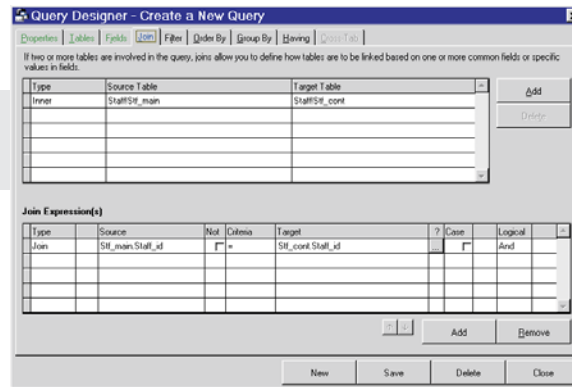 Query Designer - Create a New Query
Properties Tables Fields Join Filter Order By Group By Having Cross-Tab
If two or more tables are involved in the query, joins allow you to define how tables are to be linked based on one or more common fields or specific
values in fields.
Type Source Table Target Table
Inner Staff!Stf_main Staff!Stf_cont
Add
Delete
Join Expression(s)
Type Source Not Criteria Target ? Case Logical
Join Stf_main.Staff_id = Stf_cont.Staff_id ... And
Add Remove
New Save Delete Close